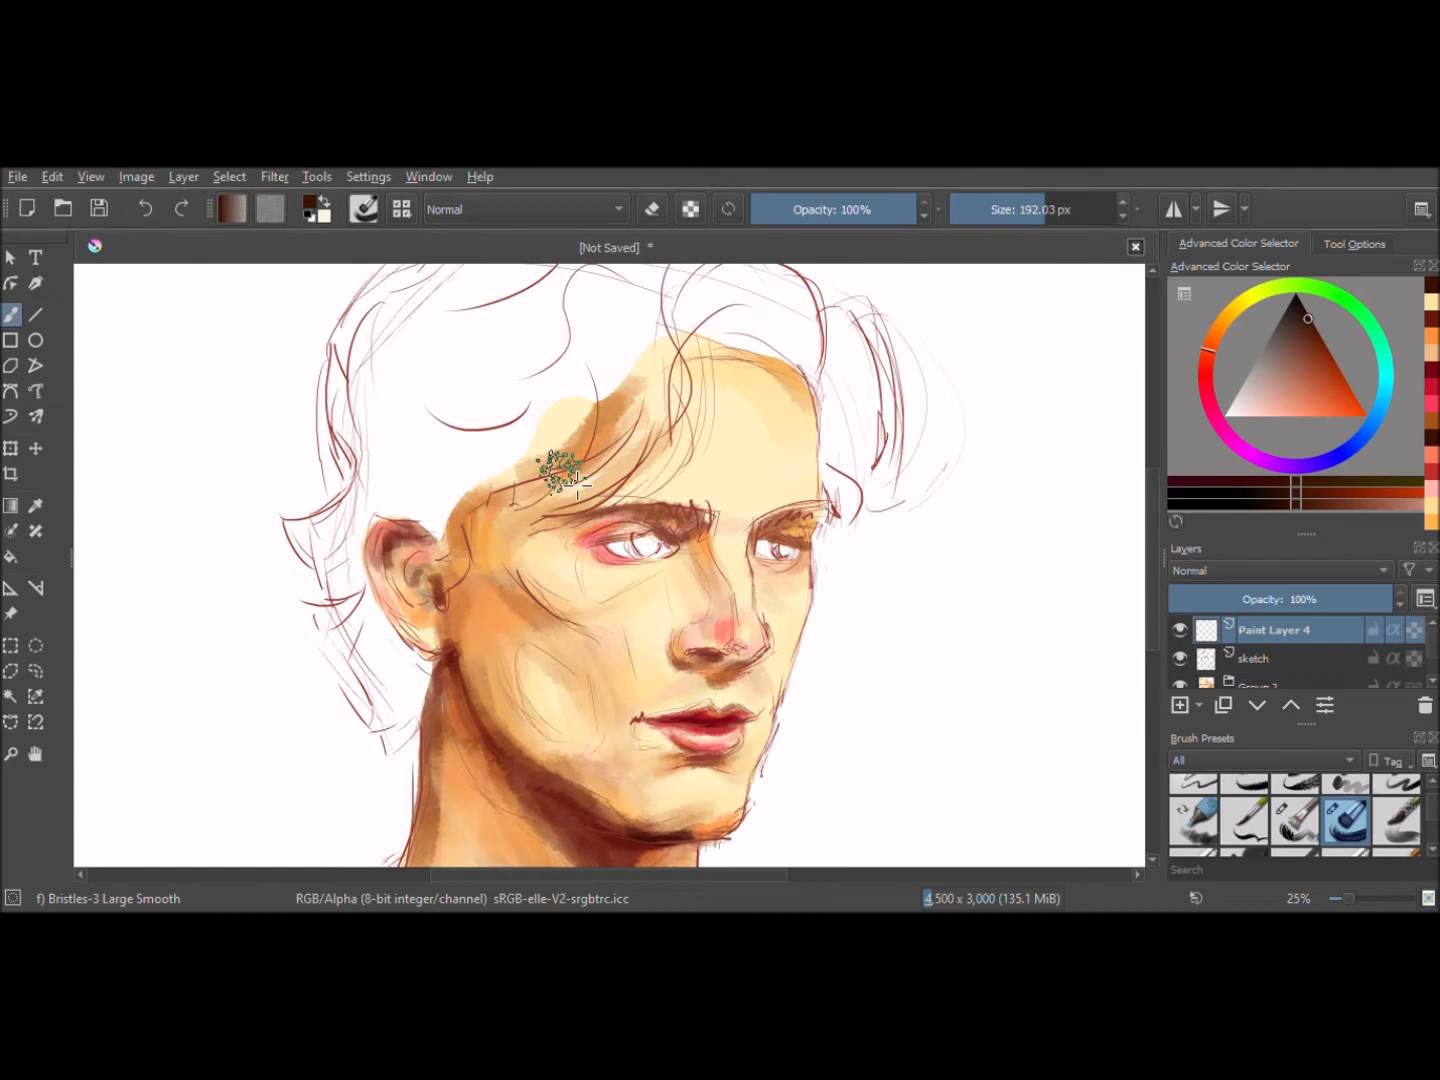 File Edit View Image Layer Select Filter Tools Settings Window Help
Normal Opacity: 100% Size: 192.03 px
[Not Saved] *
Advanced Color Selector Tool Options
Advanced Color Selector
Layers
Normal
Opacity: 100%
Paint Layer 4
sketch
Brush Presets
All Tag
Search
f) Bristles-3 Large Smooth RGB/Alpha (8-bit integer/channel) sRGB-elle-V2-srgbtrc.icc 4,500 x 3,000 (135.1 MiB) 25%